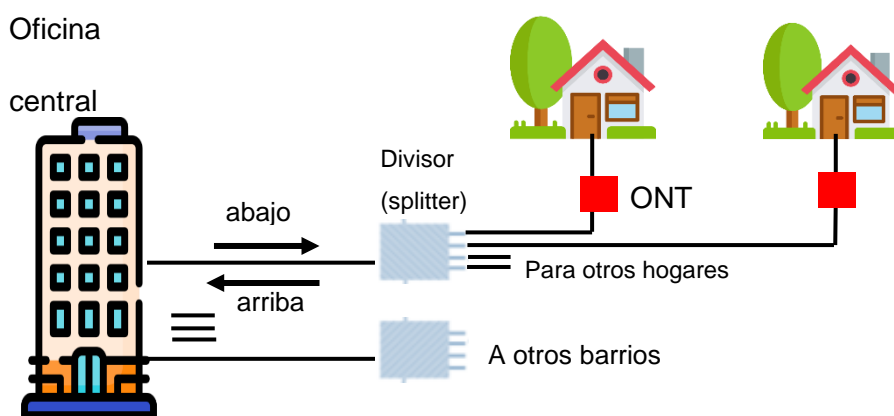 Oficina
central
Divisor
(splitter)
abajo
ONT
Para otros hogares
arriba
A otros barrios